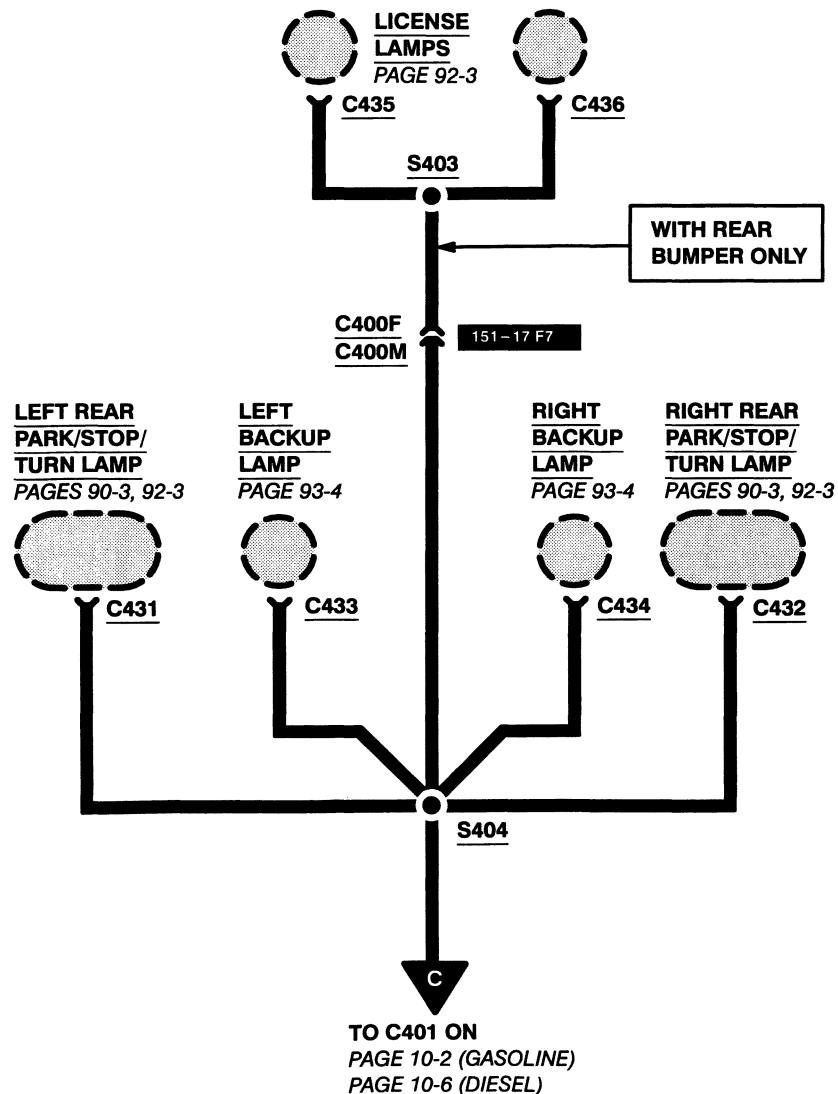 LICENSE
LAMPS
PAGE 92-3
C435
C436
S403
WITH REAR
BUMPER ONLY
C400F
C400M
151-17 F7
LEFT REAR
PARK/STOP/
TURN LAMP
PAGES 90-3, 92-3
LEFT
BACKUP
LAMP
PAGE 93-4
RIGHT
BACKUP
LAMP
PAGE 93-4
RIGHT REAR
PARK/STOP/
TURN LAMP
PAGES 90-3, 92-3
C431
C433
C434
C432
S404
C
TO C401 ON
PAGE 10-2 (GASOLINE)
PAGE 10-6 (DIESEL)